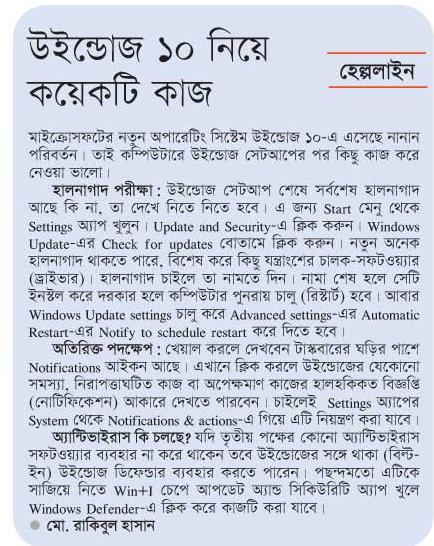 উইন্ডোজ ১০ নিয়ে
কয়েকটি কাজ
হেল্পলাইন
মাইক্রোসফটের নতুন অপারেটিং সিস্টেম উইন্ডোজ ১০-এ এসেছে নানান
পরিবর্তন। তাই কম্পিউটারে উইন্ডোজ সেটআপের পর কিছু কাজ করে
নেওয়া ভালো।
হালনাগাদ পরীক্ষা : উইন্ডোজ সেটআপ শেষে সর্বশেষ হালনাগাদ
আছে কি না, তা দেখে নিতে নিতে হবে। এ জন্য Start মেনু থেকে
Settings অ্যাপ খুলুন। Update and Security-এ ক্লিক করুন। Windows
Update-এর Check for updates বোতামে ক্লিক করুন। নতুন অনেক
হালনাগাদ থাকতে পারে, বিশেষ করে কিছু যন্ত্রাংশের চালক-সফটওয়্যার
(ড্রাইভার)। হালনাগাদ চাইলে তা নামতে দিন। নামা শেষ হলে সেটি
ইনস্টল করে দরকার হলে কম্পিউটার পুনরায় চালু (রিস্টার্ট) হবে। আবার
Windows Update settings চালু করে Advanced settings-এর Automatic
Restart-এর Notify to schedule restart করে দিতে হবে।
অতিরিক্ত পদক্ষেপ : খেয়াল করলে দেখবেন টাস্কবারের ঘড়ির পাশে
Notifications আইকন আছে। এখানে ক্লিক করলে উইন্ডোজের যেকোনো
সমস্যা, নিরাপত্তাঘটিত কাজ বা অপেক্ষমাণ কাজের হালহকিকত বিজ্ঞপ্তি
(নোটিফিকেশন) আকারে দেখতে পারবেন। চাইলেই Settings অ্যাপের
System থেকে Notifications & actions-এ গিয়ে এটি নিয়ন্ত্রণ করা যাবে।
অ্যান্টিভাইরাস কি চলছে? যদি তৃতীয় পক্ষের কোনো অ্যান্টিভাইরাস
সফটওয়্যার ব্যবহার না করে থাকেন তবে উইন্ডোজের সঙ্গে থাকা (বিল্ট-
ইন) উইন্ডোজ ডিফেন্ডার ব্যবহার করতে পারেন। পছন্দমতো এটিকে
সাজিয়ে নিতে Win+I চেপে আপডেট অ্যান্ড সিকিউরিটি অ্যাপ খুলে
Windows Defender-এ ক্লিক করে কাজটি করা যাবে।
● মো. রাকিবুল হাসান